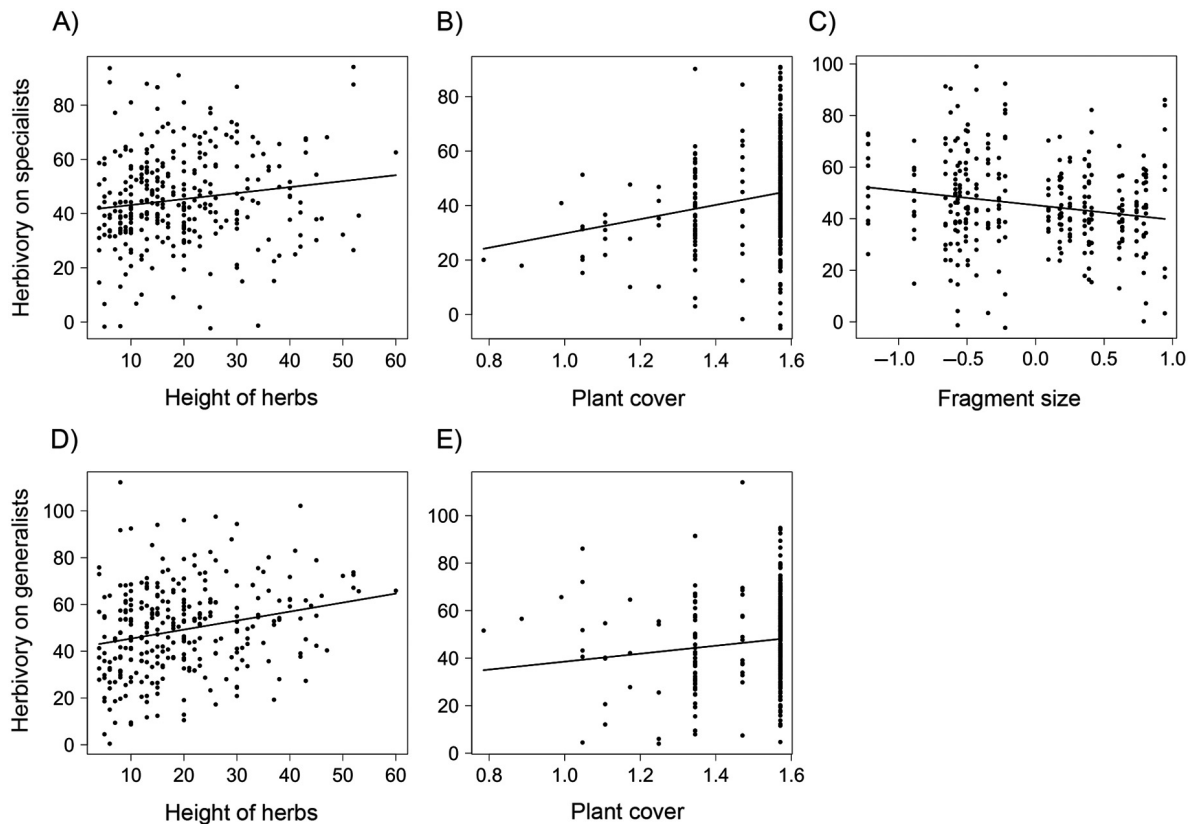 A)
B)
C)
Herbivory on specialists
80
60
40
20
0
10 20 30 40 50 60
Height of herbs
80
60
40
20
0
0.8 1.0 1.2 1.4 1.6
Plant cover
100
80
60
40
20
0
–1.0 –0.5 0.0 0.5 1.0
Fragment size
D)
E)
Herbivory on generalists
100
80
60
40
20
0
10 20 30 40 50 60
Height of herbs
100
80
60
40
20
0
0.8 1.0 1.2 1.4 1.6
Plant cover